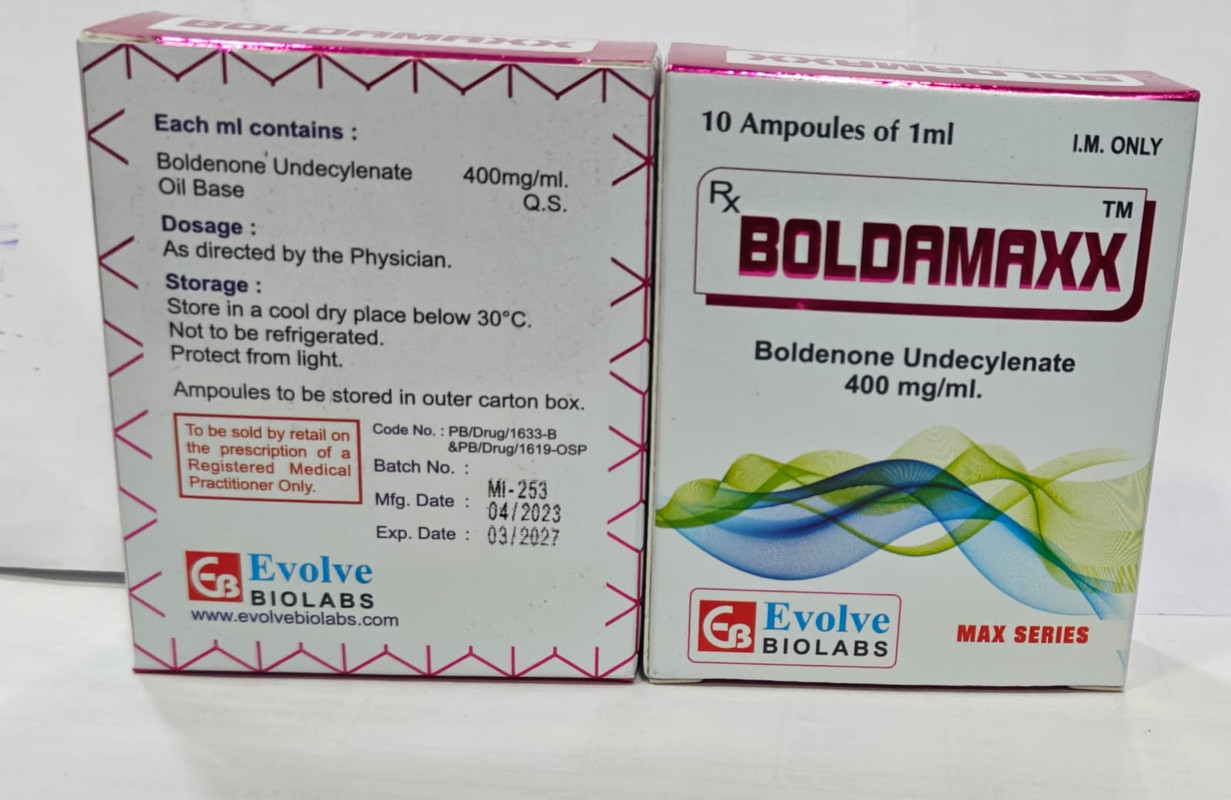 BOLDAMAXX
Each ml contains :
Boldenone Undecylenate 400mg/ml.
Oil Base Q.S.
Dosage :
As directed by the Physician.
Storage :
Store in a cool dry place below 30°C.
Not to be refrigerated.
Protect from light.
Ampoules to be stored in outer carton box.
To be sold by retail on
the prescription of a
Registered Medical
Practitioner Only.
Code No. : PB/Drug/1633-B
&PB/Drug/1619-OSP
Batch No. :
MI-253
Mfg. Date : 04/2023
Exp. Date : 03/2027
EB Evolve
BIOLABS
www.evolvebiolabs.com
BOLDAMAXX
10 Ampoules of 1ml
I.M. ONLY
Rx
BOLDAMAXX TM
Boldenone Undecylenate
400 mg/ml.
EB Evolve
BIOLABS
MAX SERIES